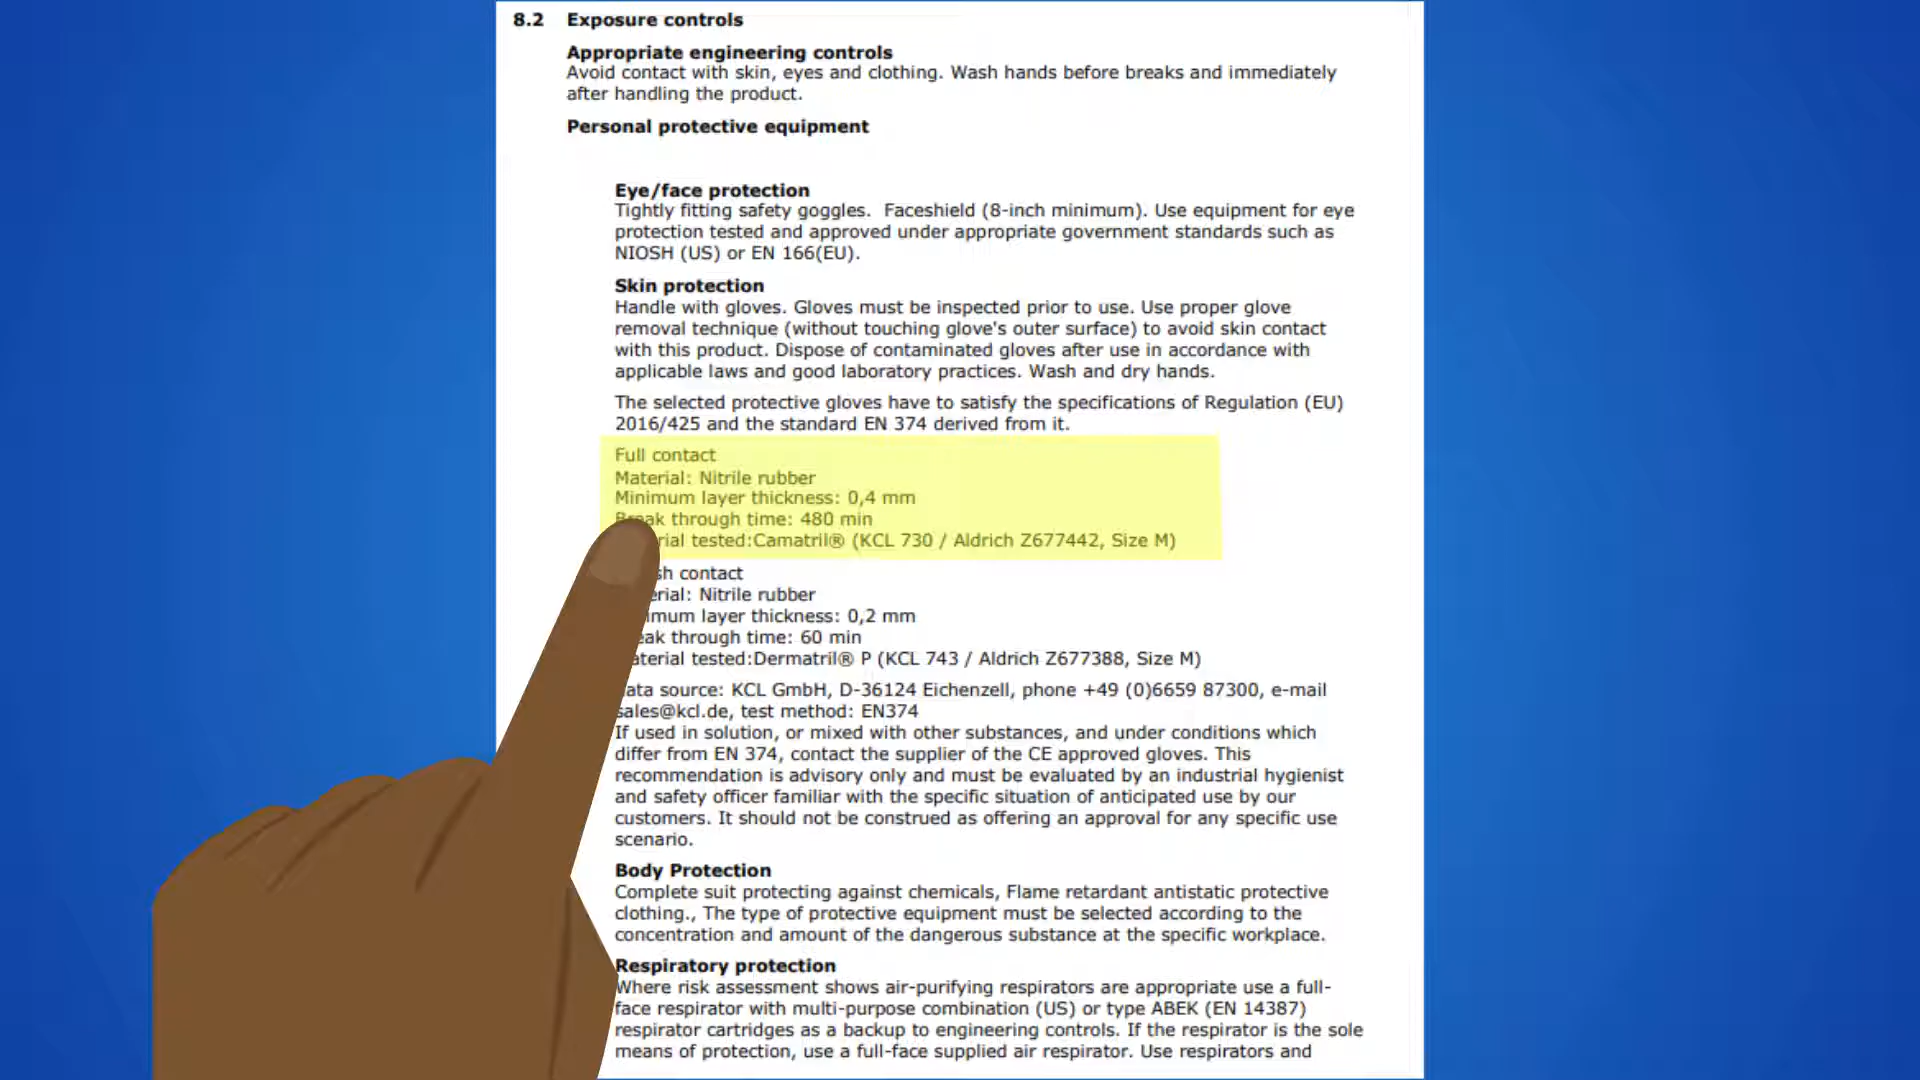 8.2 Exposure controls
Appropriate engineering controls
Avoid contact with skin, eyes and clothing. Wash hands before breaks and immediately
after handling the product.
Personal protective equipment
Eye/face protection
Tightly fitting safety goggles. Faceshield (8-inch minimum). Use equipment for eye
protection tested and approved under appropriate government standards such as
NIOSH (US) or EN 166(EU).
Skin protection
Handle with gloves. Gloves must be inspected prior to use. Use proper glove
removal technique (without touching glove's outer surface) to avoid skin contact
with this product. Dispose of contaminated gloves after use in accordance with
applicable laws and good laboratory practices. Wash and dry hands.
The selected protective gloves have to satisfy the specifications of Regulation (EU)
2016/425 and the standard EN 374 derived from it.
Full contact
Material: Nitrile rubber
Minimum layer thickness: 0,4 mm
Break through time: 480 min
tested:Camatril® (KCL 730 / Aldrich Z677442, Size M)
contact
Nitrile rubber
layer thickness: 0,2 mm
through time: 60 min
tested:Dermatril® P (KCL 743 / Aldrich Z677388, Size M)
source: KCL GmbH, D-36124 Eichenzell, phone +49 (0)6659 87300, e-mail
sales@kcl.de, test method: EN374
If used in solution, or mixed with other substances, and under conditions which
differ from EN 374, contact the supplier of the CE approved gloves. This
recommendation is advisory only and must be evaluated by an industrial hygienist
and safety officer familiar with the specific situation of anticipated use by our
customers. It should not be construed as offering an approval for any specific use
scenario.
Body Protection
Complete suit protecting against chemicals, Flame retardant antistatic protective
clothing., The type of protective equipment must be selected according to the
concentration and amount of the dangerous substance at the specific workplace.
Respiratory protection
Where risk assessment shows air-purifying respirators are appropriate use a full-
face respirator with multi-purpose combination (US) or type ABEK (EN 14387)
respirator cartridges as a backup to engineering controls. If the respirator is the sole
means of protection, use a full-face supplied air respirator. Use respirators and